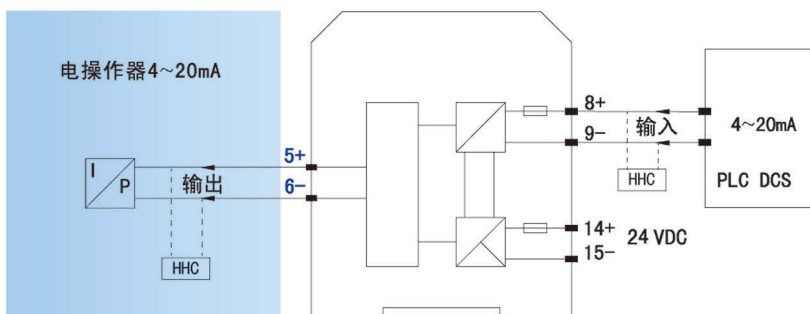 电操作器4~20mA
5+
6-
I
P
输出
HHC
8+
9-
输入
HHC
4~20mA
PLC DCS
14+
15-
24 VDC